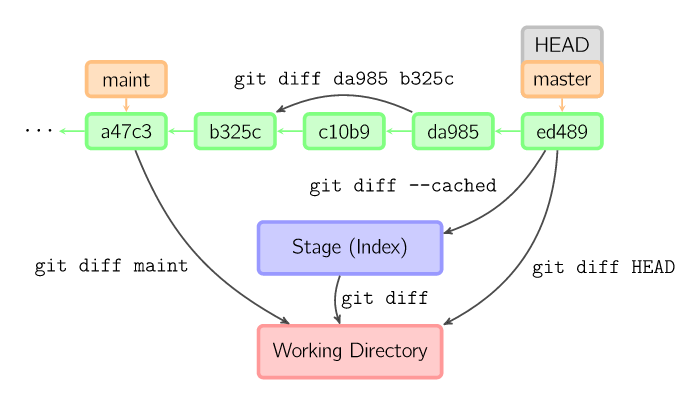 HEAD
maint
git diff da985 b325c
master
...
a47c3
b325c
c10b9
da985
ed489
git diff --cached
Stage (Index)
git diff maint
git diff HEAD
git diff
Working Directory